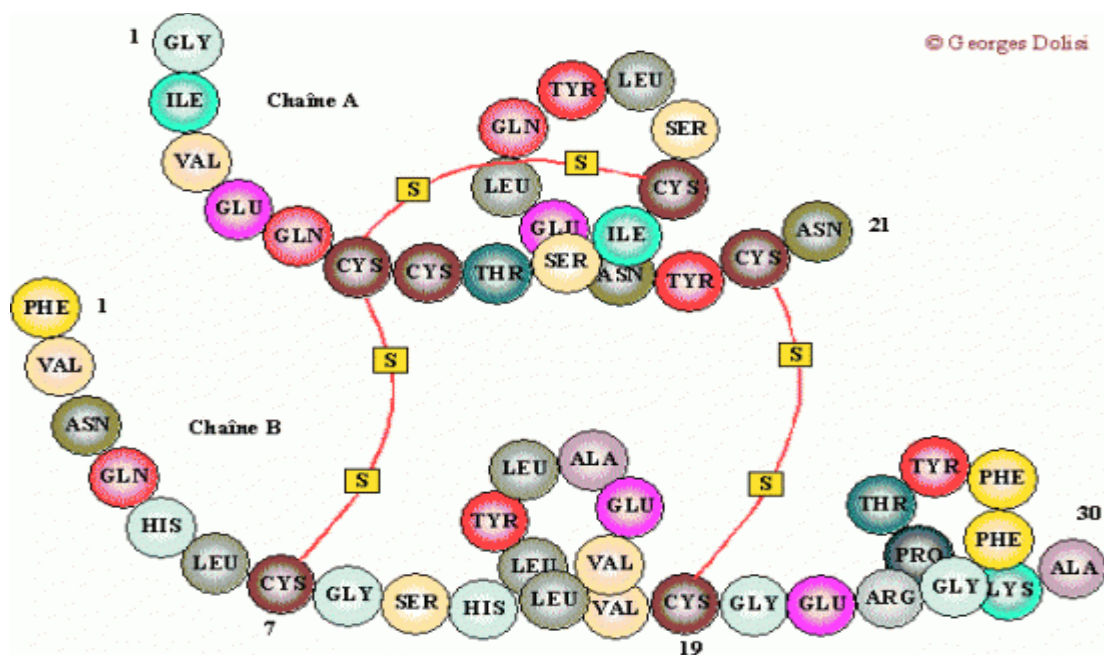 © Georges Dolisi
1
GLY
ILE
Chaîne A
VAL
GLU
GLN
CYS
CYS
THR
SER
ILE
CYS
SER
LEU
TYR
GLN
LEU
GLU
ASN
TYR
CYS
ASN
21
S
S
S
S
S
S
PHE
1
VAL
ASN
Chaîne B
GLN
HIS
LEU
CYS
7
GLY
SER
HIS
LEU
VAL
GLU
ALA
LEU
TYR
LEU
VAL
CYS
19
GLY
GLU
ARG
GLY
PHE
PHE
TYR
THR
PRO
LYS
ALA
30